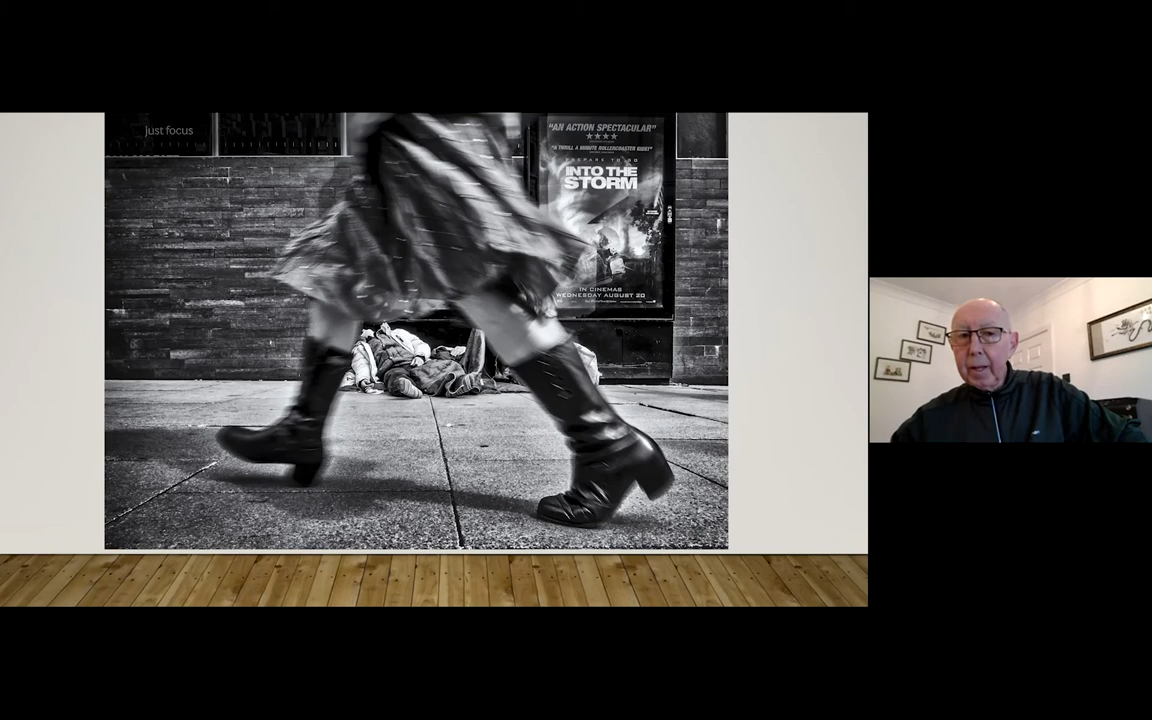 just focus
"AN ACTION SPECTACULAR"
★★★★
"A THRILL A MINUTE ROLLERCOASTER RIDE!"
PREPARE TO GO
INTO THE
STORM
IN CINEMAS
WEDNESDAY AUGUST 20